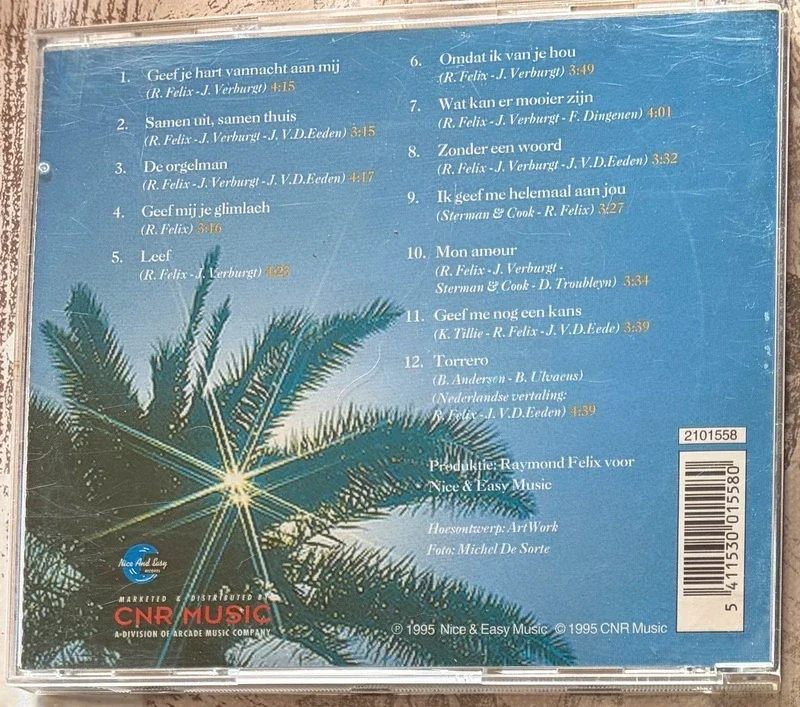 1. Geef je hart vannacht aan mij
(R. Felix - J. Verburgt) 4:15
2. Samen uit, samen thuis
(R. Felix - J. Verburgt - J. V.D.Eeden) 3:15
3. De orgelman
(R. Felix - J. Verburgt - J. V.D.Eeden) 4:17
4. Geef mij je glimlach
(R. Felix) 3:16
5. Leef
(R. Felix - J. Verburgt) 3:23
6. Omdat ik van je hou
(R. Felix - J. Verburgt) 3:49
7. Wat kan er mooier zijn
(R. Felix - J. Verburgt - F. Dingenen) 4:01
8. Zonder een woord
(R. Felix - J. Verburgt - J. V.D.Eeden) 3:32
9. Ik geef me helemaal aan jou
(Sterman & Cook - R. Felix) 3:27
10. Mon amour
(R. Felix - J. Verburgt -
Sterman & Cook - D. Troubleyn) 3:34
11. Geef me nog een kans
(K. Tillie - R. Felix - J. V.D.Eede) 3:39
12. Torrero
(B. Anderson - B. Ulvaeus)
(Nederlandse vertaling:
R. Felix - J. V.D.Eeden) 4:39
2101558
Produktie: Raymond Felix voor
Nice & Easy Music
Hoesontwerp: ArtWork
Foto: Michel De Sorte
5 411530 015580
Nice And Easy
RECORDS
MARKETED & DISTRIBUTED BY
CNR MUSIC
A DIVISION OF ARCADE MUSIC COMPANY
℗ 1995 Nice & Easy Music © 1995 CNR Music